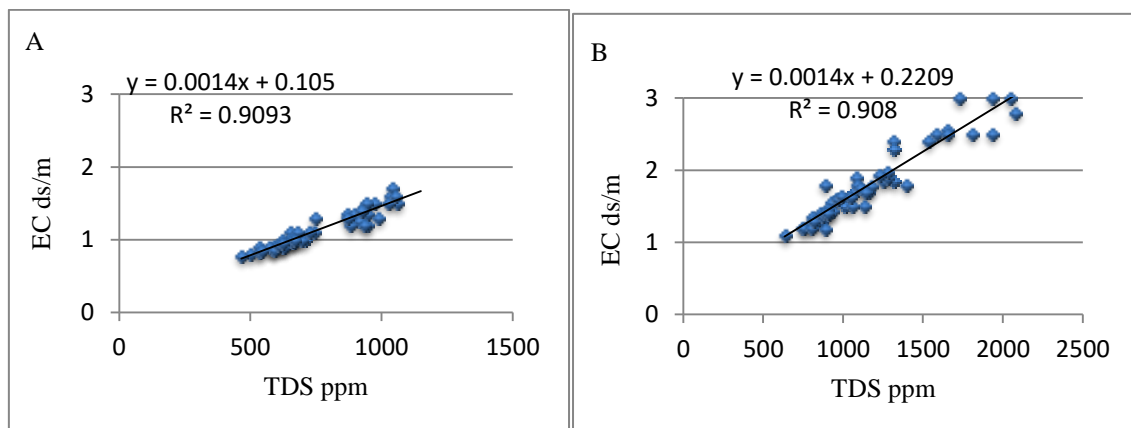 A
y = 0.0014x + 0.105
R² = 0.9093
3
2
1
0
EC ds/m
0 500 1000 1500
TDS ppm
B
y = 0.0014x + 0.2209
R² = 0.908
3
2
1
0
EC ds/m
0 500 1000 1500 2000 2500
TDS ppm